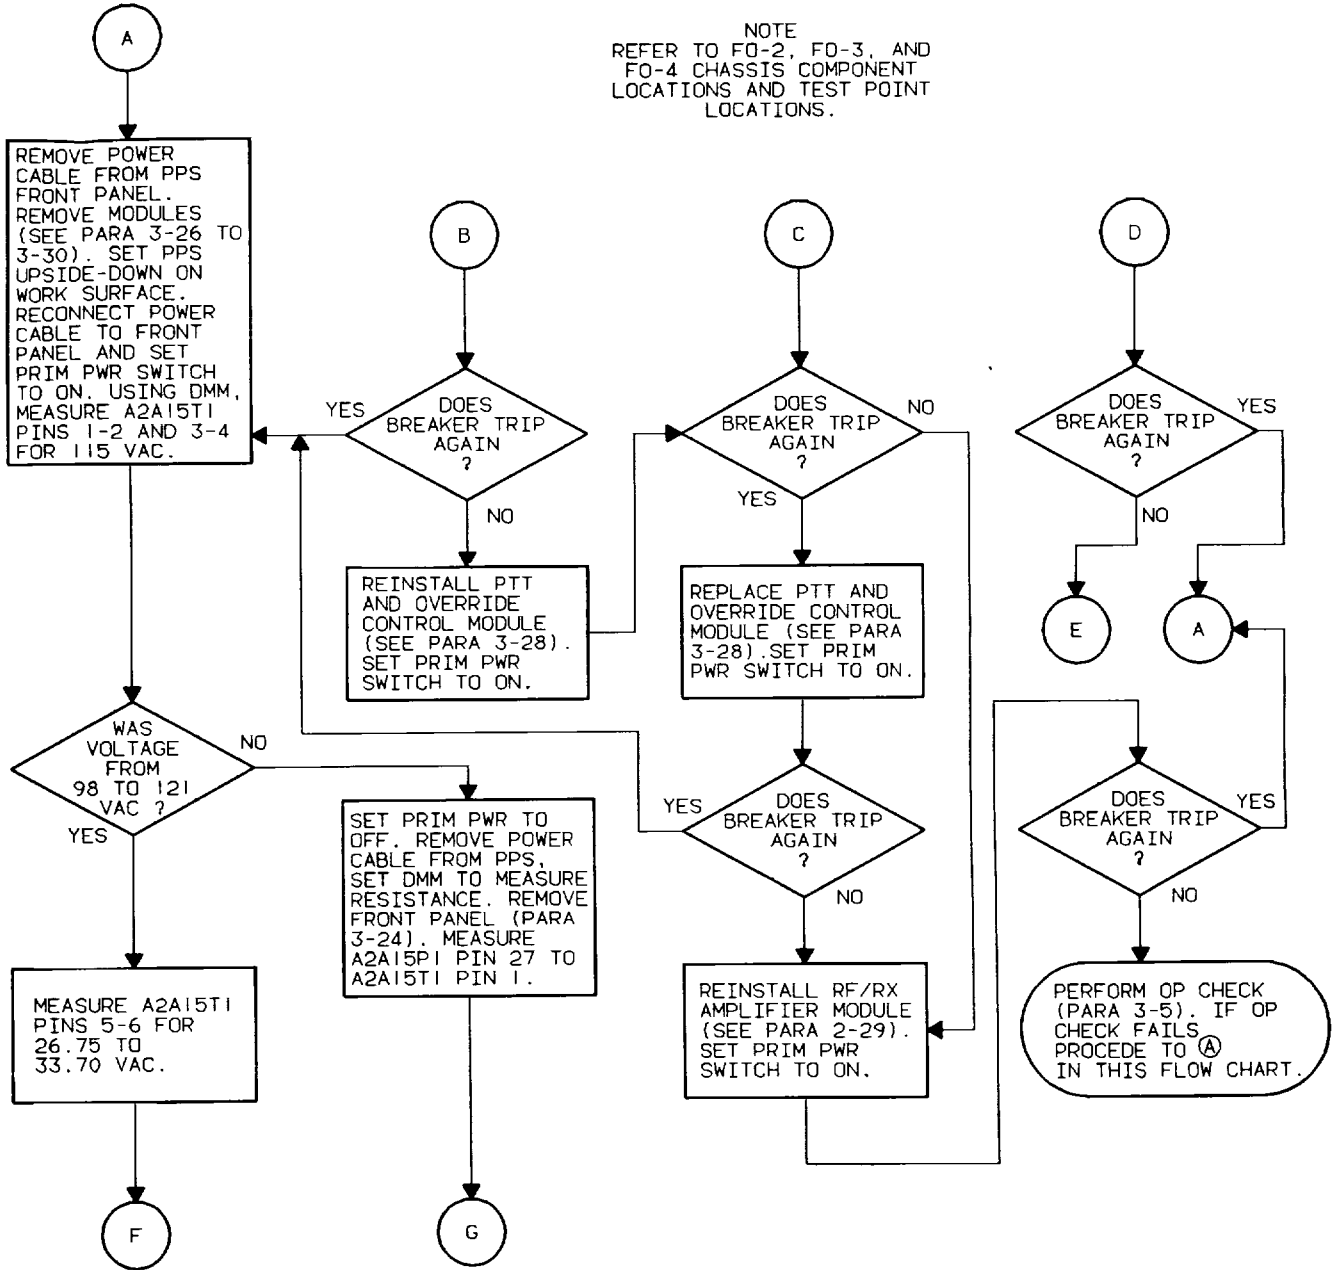 A
NOTE
REFER TO FO-2, FO-3, AND
FO-4 CHASSIS COMPONENT
LOCATIONS AND TEST POINT
LOCATIONS.
REMOVE POWER
CABLE FROM PPS
FRONT PANEL.
REMOVE MODULES
(SEE PARA 3-26 TO
3-30). SET PPS
UPSIDE-DOWN ON
WORK SURFACE.
RECONNECT POWER
CABLE TO FRONT
PANEL AND SET
PRIM PWR SWITCH
TO ON. USING DMM,
MEASURE A2A15T1
PINS 1-2 AND 3-4
FOR 115 VAC.
WAS
VOLTAGE
FROM
98 TO 121
VAC ?
NO
YES
MEASURE A2A15T1
PINS 5-6 FOR
26.75 TO
33.70 VAC.
F
B
DOES
BREAKER TRIP
AGAIN
?
YES
NO
REINSTALL PTT
AND OVERRIDE
CONTROL MODULE
(SEE PARA 3-28).
SET PRIM PWR
SWITCH TO ON.
SET PRIM PWR TO
OFF. REMOVE POWER
CABLE FROM PPS,
SET DMM TO MEASURE
RESISTANCE. REMOVE
FRONT PANEL (PARA
3-24). MEASURE
A2A15P1 PIN 27 TO
A2A15T1 PIN 1.
G
C
DOES
BREAKER TRIP
AGAIN
?
NO
YES
REPLACE PTT AND
OVERRIDE CONTROL
MODULE (SEE PARA
3-28).SET PRIM
PWR SWITCH TO ON.
DOES
BREAKER TRIP
AGAIN
?
YES
NO
REINSTALL RF/RX
AMPLIFIER MODULE
(SEE PARA 2-29).
SET PRIM PWR
SWITCH TO ON.
D
DOES
BREAKER TRIP
AGAIN
?
YES
NO
E
A
DOES
BREAKER TRIP
AGAIN
?
YES
NO
PERFORM OP CHECK
(PARA 3-5). IF OP
CHECK FAILS
PROCEDE TO A
IN THIS FLOW CHART.